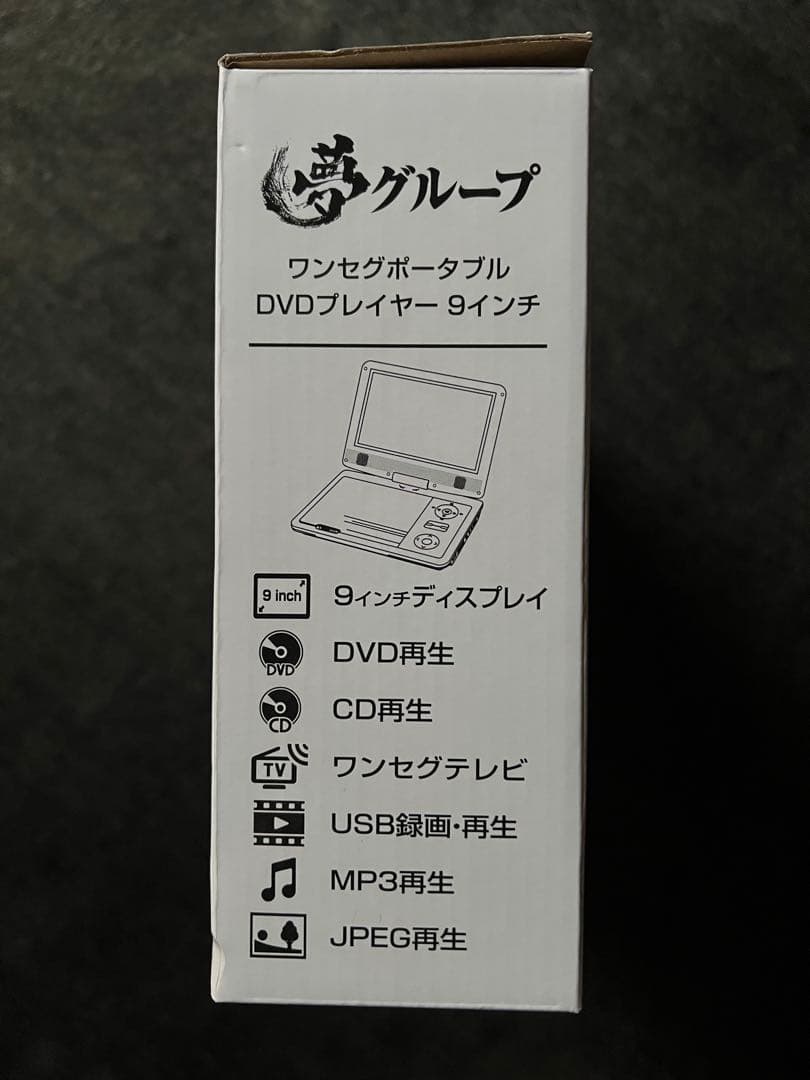 夢グループ
ワンセグポータブル
DVDプレイヤー 9インチ
9 inch
9インチディスプレイ
DVD
DVD再生
CD
CD再生
TV
ワンセグテレビ
USB録画・再生
MP3再生
JPEG再生